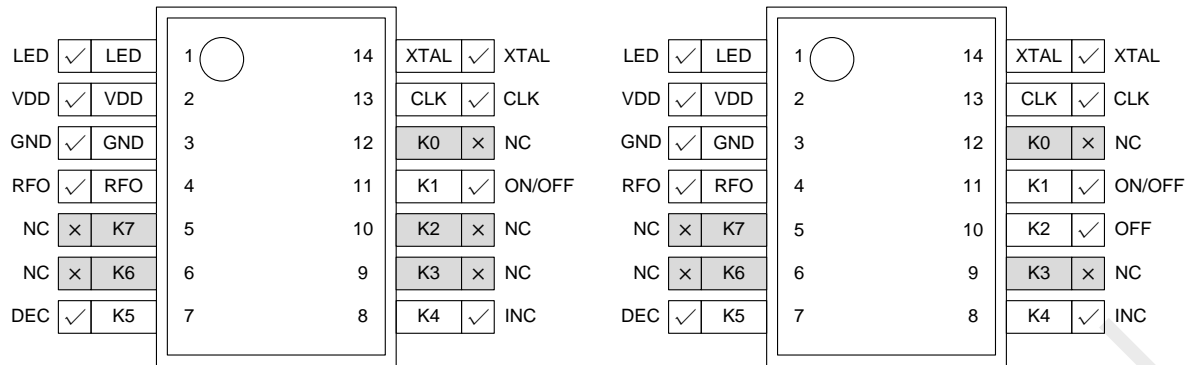 LED ✓ LED 1 14 XTAL ✓ XTAL LED ✓ LED 1 14 XTAL ✓ XTAL
VDD ✓ VDD 2 13 CLK ✓ CLK VDD ✓ VDD 2 13 CLK ✓ CLK
GND ✓ GND 3 12 K0 × NC GND ✓ GND 3 12 K0 × NC
RFO ✓ RFO 4 11 K1 ✓ ON/OFF RFO ✓ RFO 4 11 K1 ✓ ON/OFF
NC × K7 5 10 K2 × NC NC × K7 5 10 K2 ✓ OFF
NC × K6 6 9 K3 × NC NC × K6 6 9 K3 × NC
DEC ✓ K5 7 8 K4 ✓ INC DEC ✓ K5 7 8 K4 ✓ INC